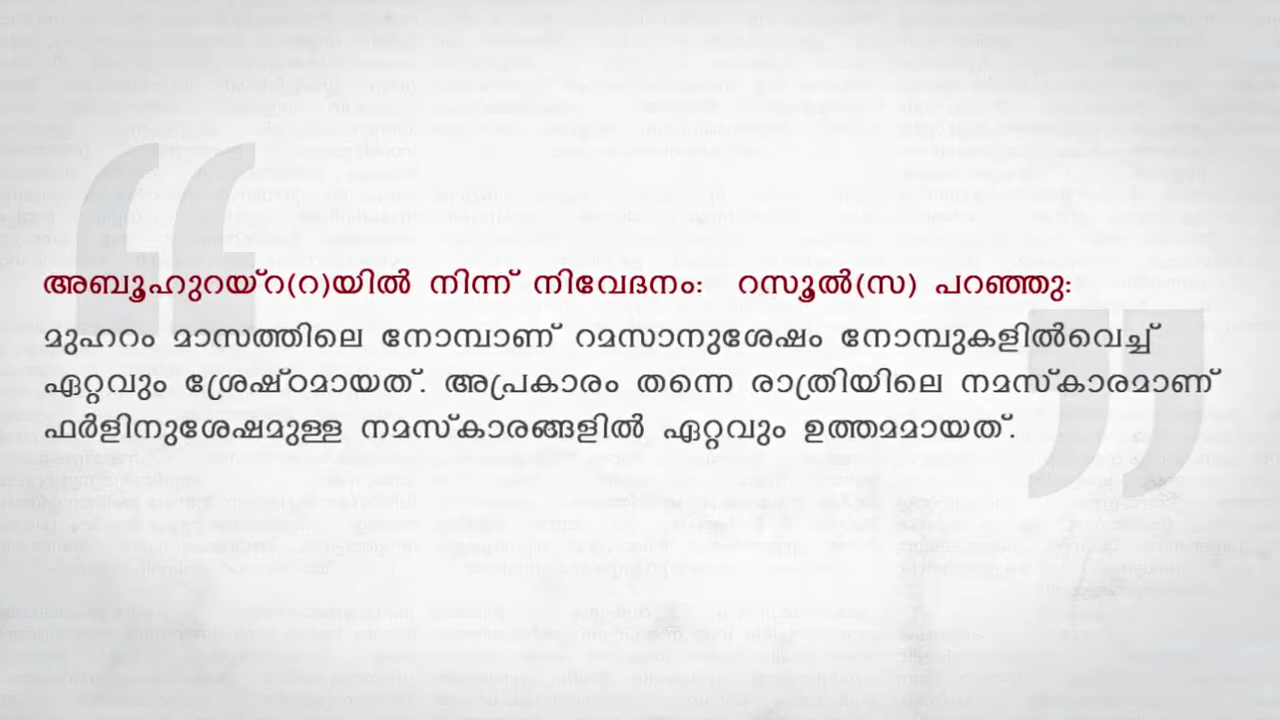 അബൂഹുറയ്റ(റ)യിൽ നിന്ന് നിവേദനം: റസൂൽ(സ) പറഞ്ഞു:
മുഹറം മാസത്തിലെ നോമ്പാണ് റമസാനുശേഷം നോമ്പുകളിൽവെച്ച്
ഏറ്റവും ശ്രേഷ്ഠമായത്. അപ്രകാരം തന്നെ രാത്രിയിലെ നമസ്കാരമാണ്
ഫർളിനുശേഷമുള്ള നമസ്കാരങ്ങളിൽ ഏറ്റവും ഉത്തമമായത്.